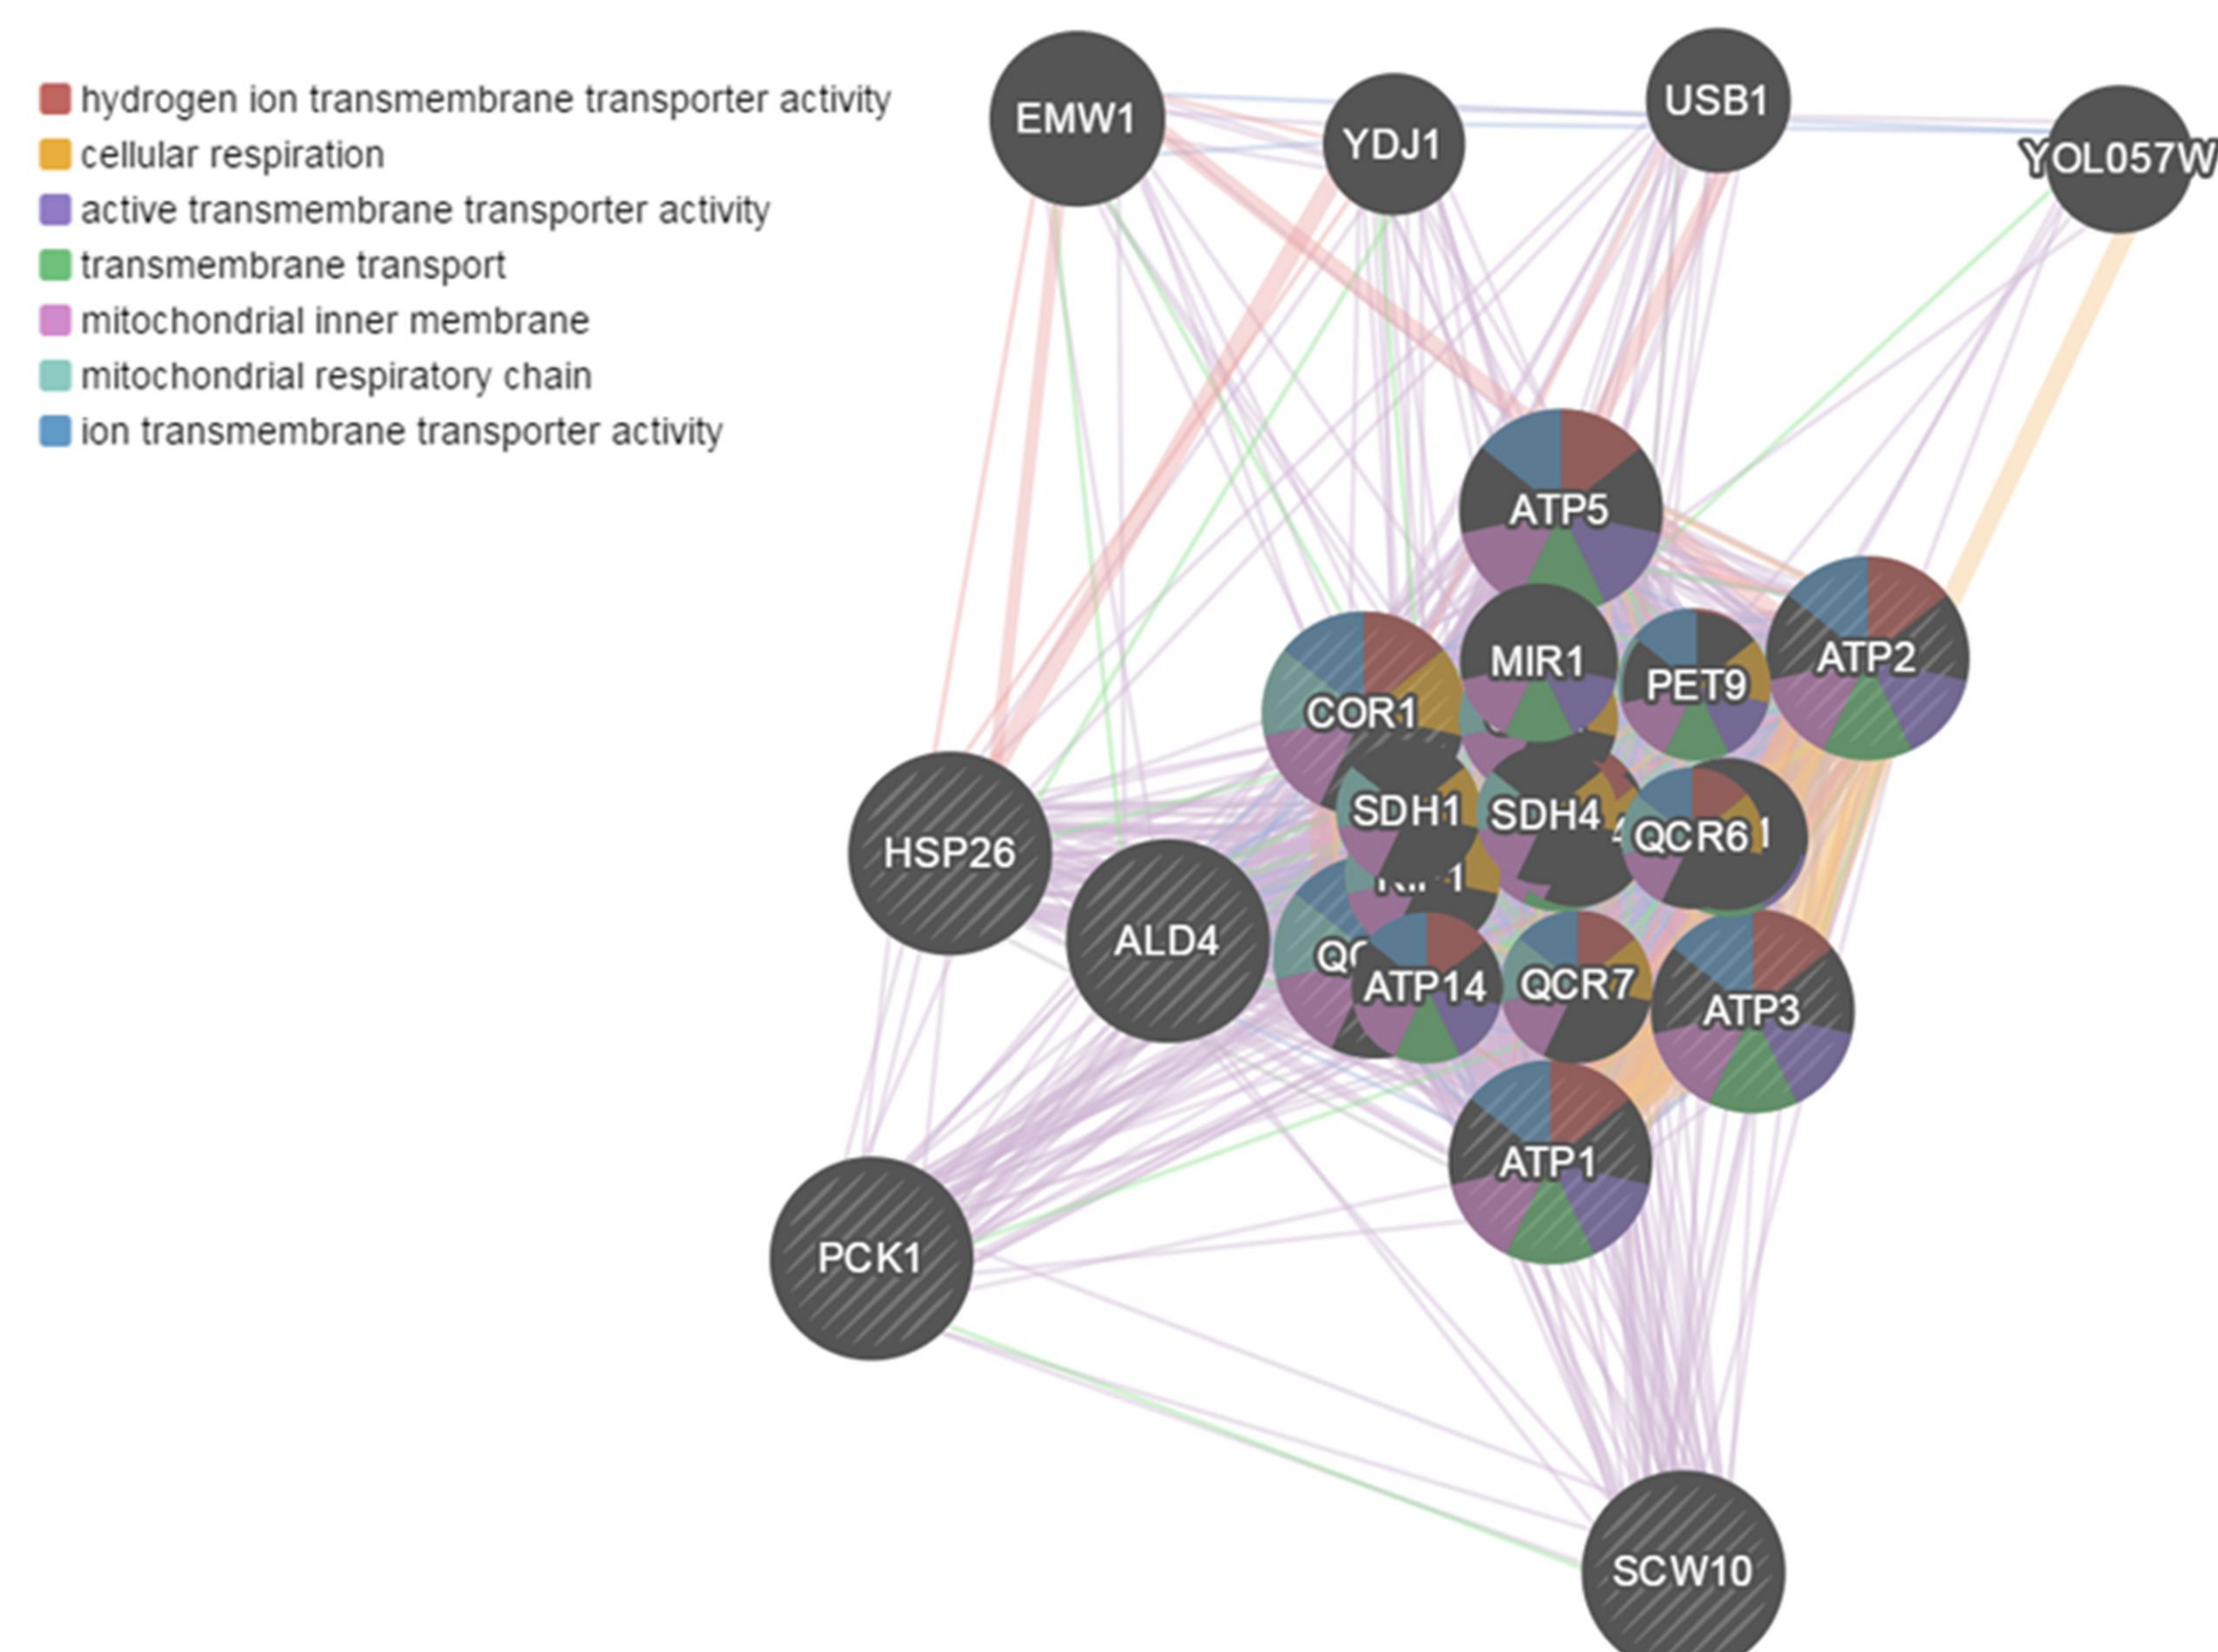 hydrogen ion transmembrane transporter activity
cellular respiration
active transmembrane transporter activity
transmembrane transport
mitochondrial inner membrane
mitochondrial respiratory chain
ion transmembrane transporter activity
EMW1
YDJ1
USB1
YOL057W
ATP5
MIR1
PET9
ATP2
COR1
SDH1
SDH4
QCR6
HSP26
ALD4
ATP14
QCR7
ATP3
ATP1
PCK1
SCW10